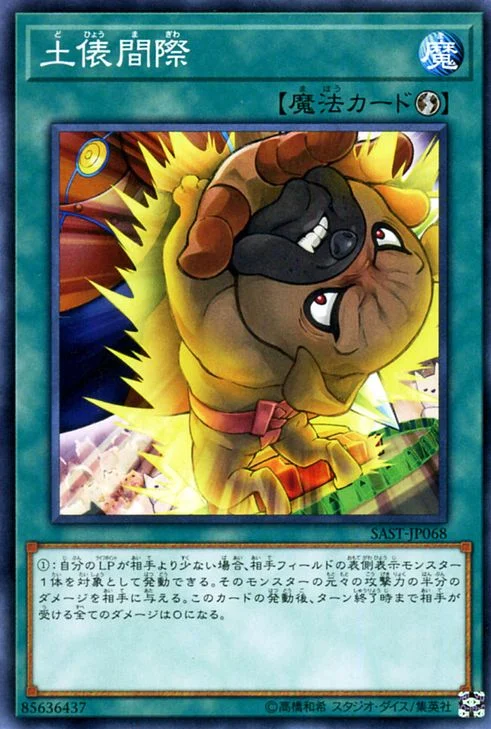 土俵間際
魔
【魔法カード】
SAST-JP068
①：自分のLPが相手より少ない場合、相手フィールドの表側表示モンスター
１体を対象として発動できる。そのモンスターの元々の攻撃力の半分の
ダメージを相手に与える。このカードの発動後、ターン終了時まで相手が
受ける全てのダメージは０になる。
85636437
©高橋和希 スタジオ・ダイス/集英社